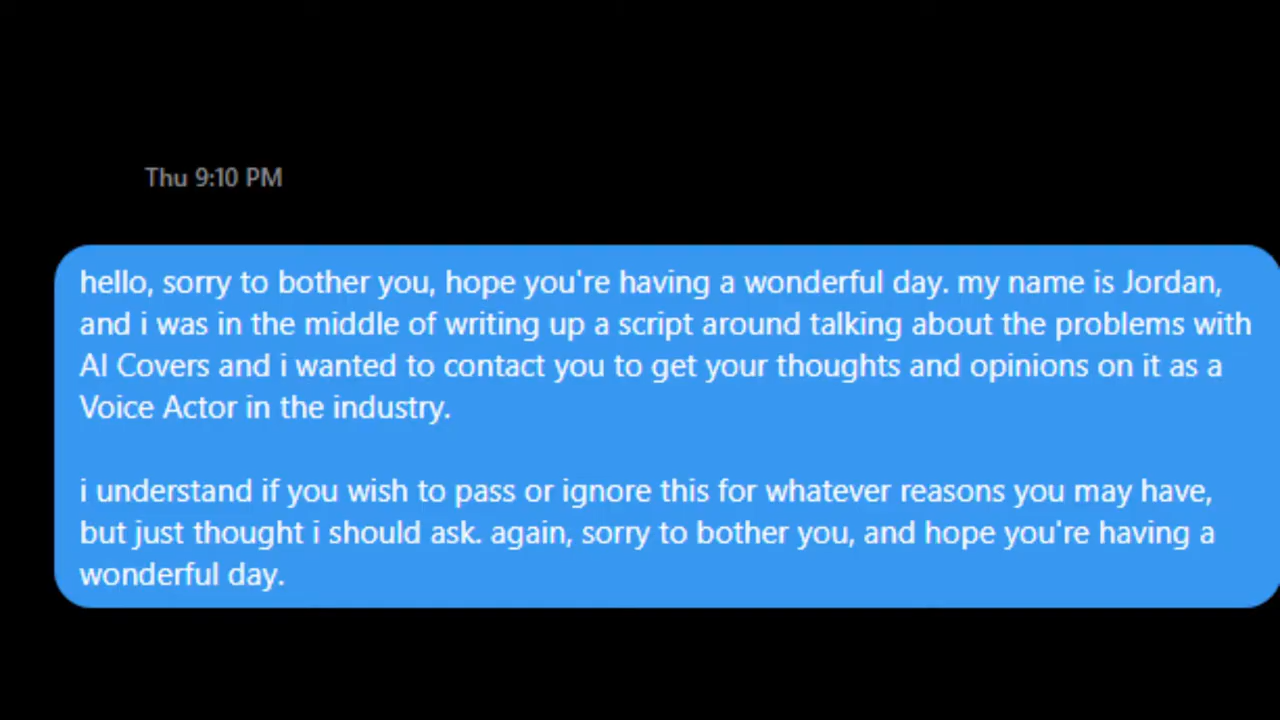 Thu 9:10 PM
hello, sorry to bother you, hope you're having a wonderful day. my name is Jordan,
and i was in the middle of writing up a script around talking about the problems with
AI Covers and i wanted to contact you to get your thoughts and opinions on it as a
Voice Actor in the industry.
i understand if you wish to pass or ignore this for whatever reasons you may have,
but just thought i should ask. again, sorry to bother you, and hope you're having a
wonderful day.